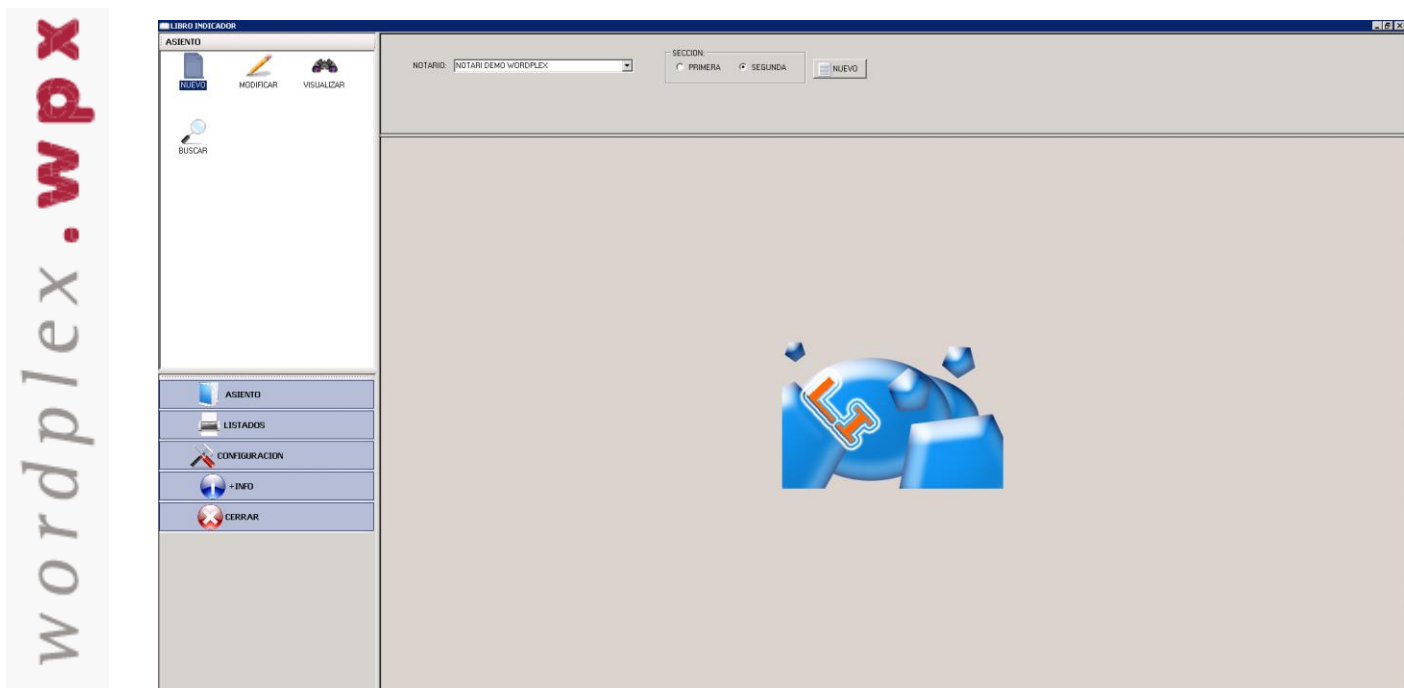 wordplex.wpx
LIBRO INDICADOR
ASIENTO
NUEVO MODIFICAR VISUALIZAR
BUSCAR
ASIENTO
LISTADOS
CONFIGURACION
+INFO
CERRAR
NOTARIO: NOTARI DEMO WORDPLEX
SECCION:
PRIMERA SEGUNDA
NUEVO
LI